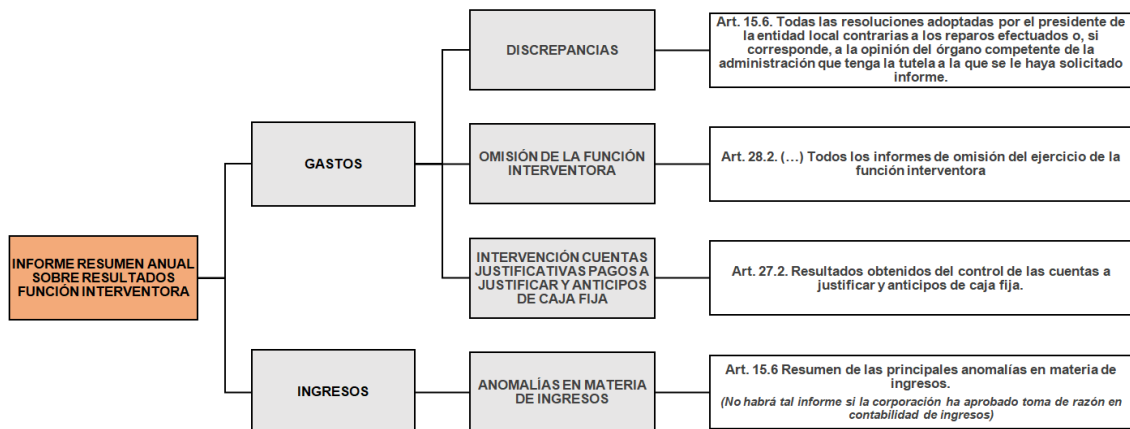 INFORME RESUMEN ANUAL
SOBRE RESULTADOS
FUNCIÓN INTERVENTORA
GASTOS
DISCREPANCIAS
Art. 15.6. Todas las resoluciones adoptadas por el presidente de
la entidad local contrarias a los reparos efectuados o, si
corresponde, a la opinión del órgano competente de la
administración que tenga la tutela a la que se le haya solicitado
informe.
OMISIÓN DE LA FUNCIÓN
INTERVENTORA
Art. 28.2. (…) Todos los informes de omisión del ejercicio de la
función interventora
INTERVENCIÓN CUENTAS
JUSTIFICATIVAS PAGOS A
JUSTIFICAR Y ANTICIPOS
DE CAJA FIJA
Art. 27.2. Resultados obtenidos del control de las cuentas a
justificar y anticipos de caja fija.
INGRESOS
ANOMALÍAS EN MATERIA
DE INGRESOS
Art. 15.6 Resumen de las principales anomalías en materia de
ingresos.
(No habrá tal informe si la corporación ha aprobado toma de razón en
contabilidad de ingresos)